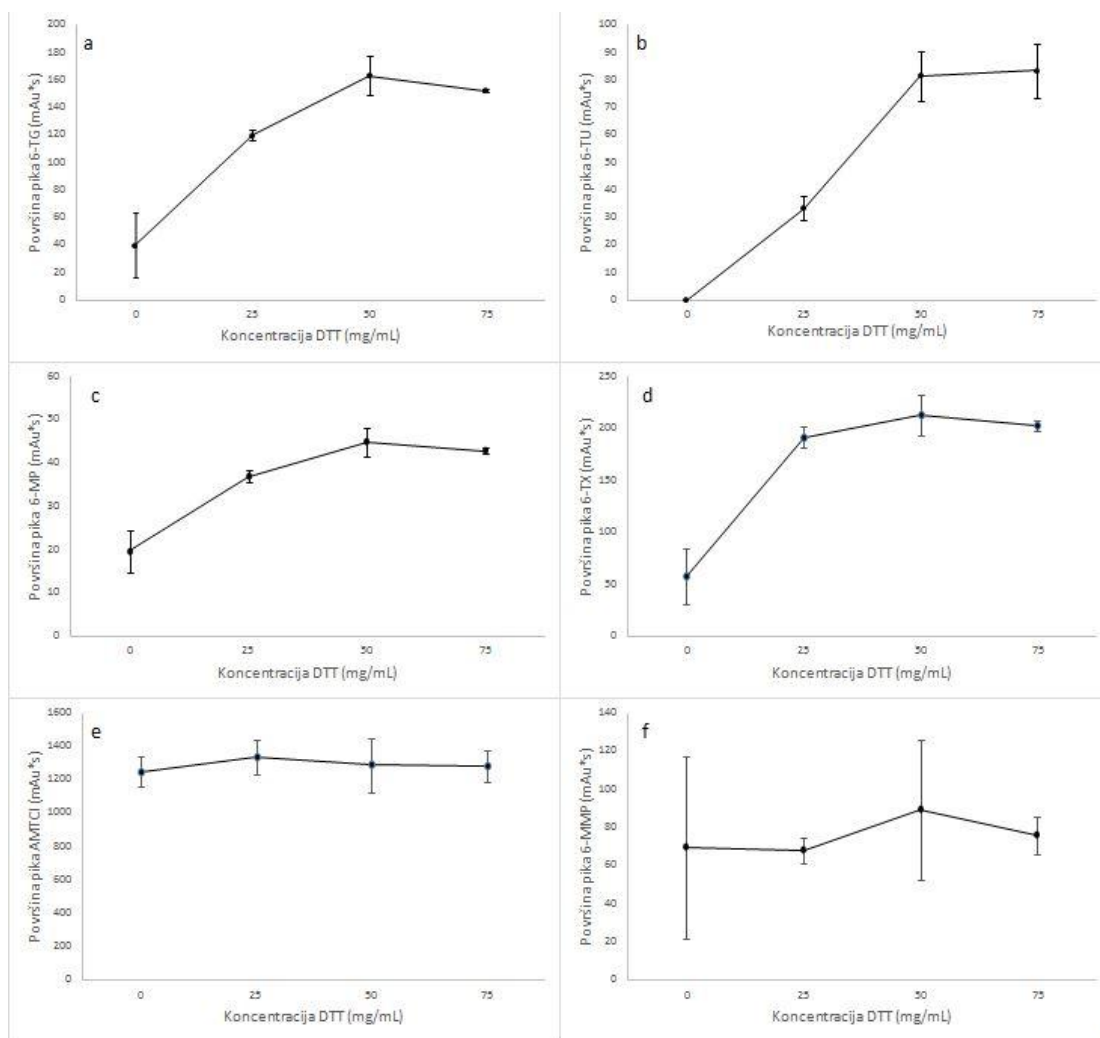 a
Površina pika 6-TG (mAu*s)
200
180
160
140
120
100
80
60
40
20
0
0 25 50 75
Koncentracija DTT (mg/mL)
b
Površina pika 6-TU (mAu*s)
100
90
80
70
60
50
40
30
20
10
0
0 25 50 75
Koncentracija DTT (mg/mL)
c
Površina pika 6-MP (mAu*s)
60
50
40
30
20
10
0
0 25 50 75
Koncentracija DTT (mg/mL)
d
Površina pika 6-TX (mAu*s)
250
200
150
100
50
0
0 25 50 75
Koncentracija DTT (mg/mL)
e
Površina pika AMTCI (mAu*s)
1600
1400
1200
1000
800
600
400
200
0
0 25 50 75
Koncentracija DTT (mg/mL)
f
Površina pika 6-MMP (mAu*s)
140
120
100
80
60
40
20
0
0 25 50 75
Koncentracija DTT (mg/mL)